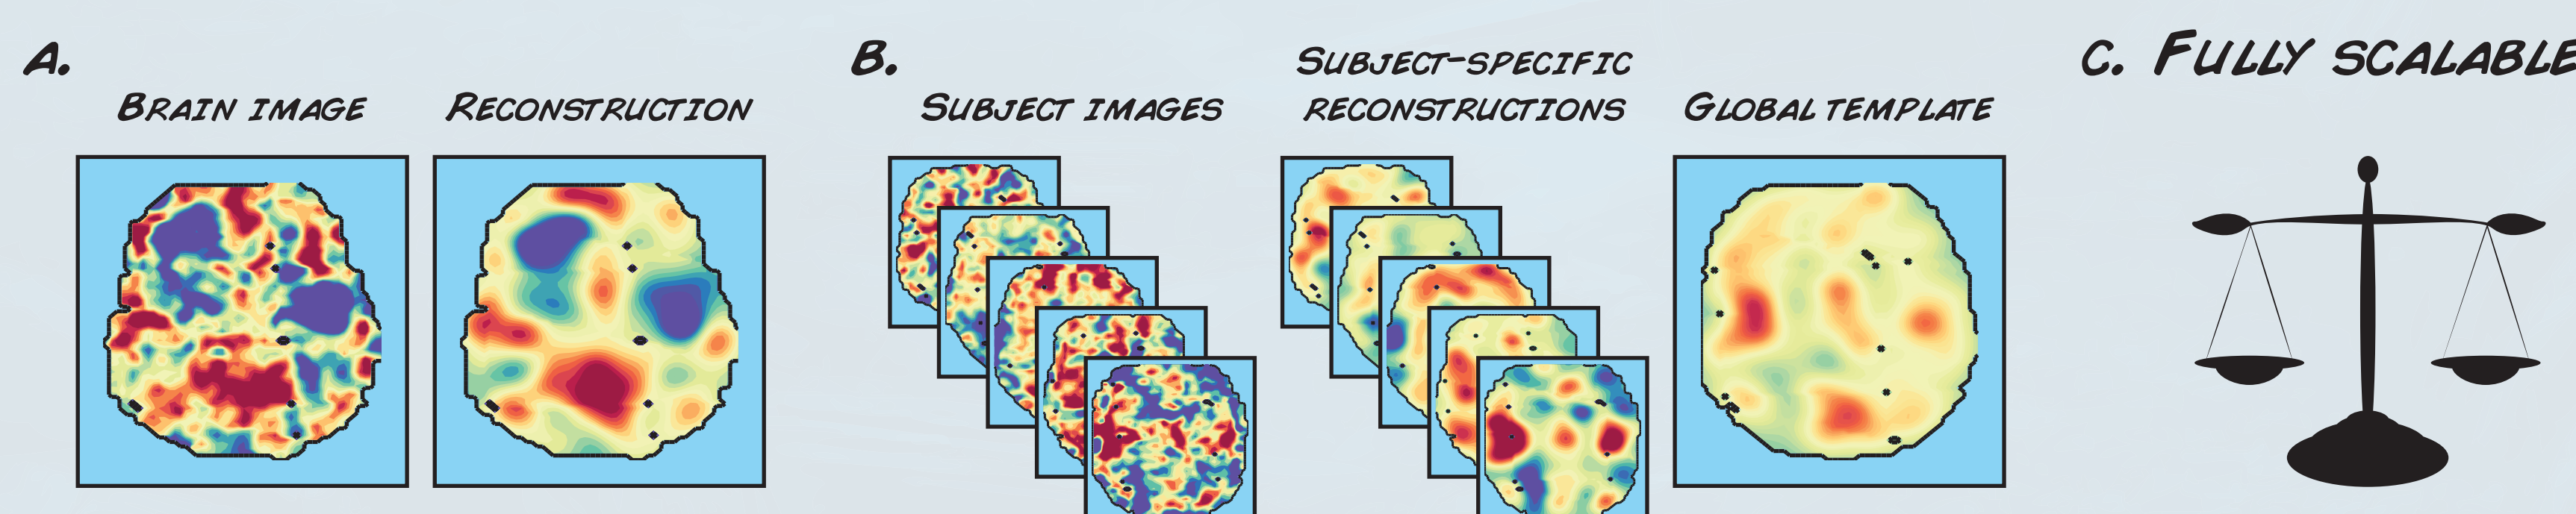 A.
BRAIN IMAGE
RECONSTRUCTION
B.
SUBJECT IMAGES
SUBJECT-SPECIFIC
RECONSTRUCTIONS
GLOBAL TEMPLATE
C. FULLY SCALABLE